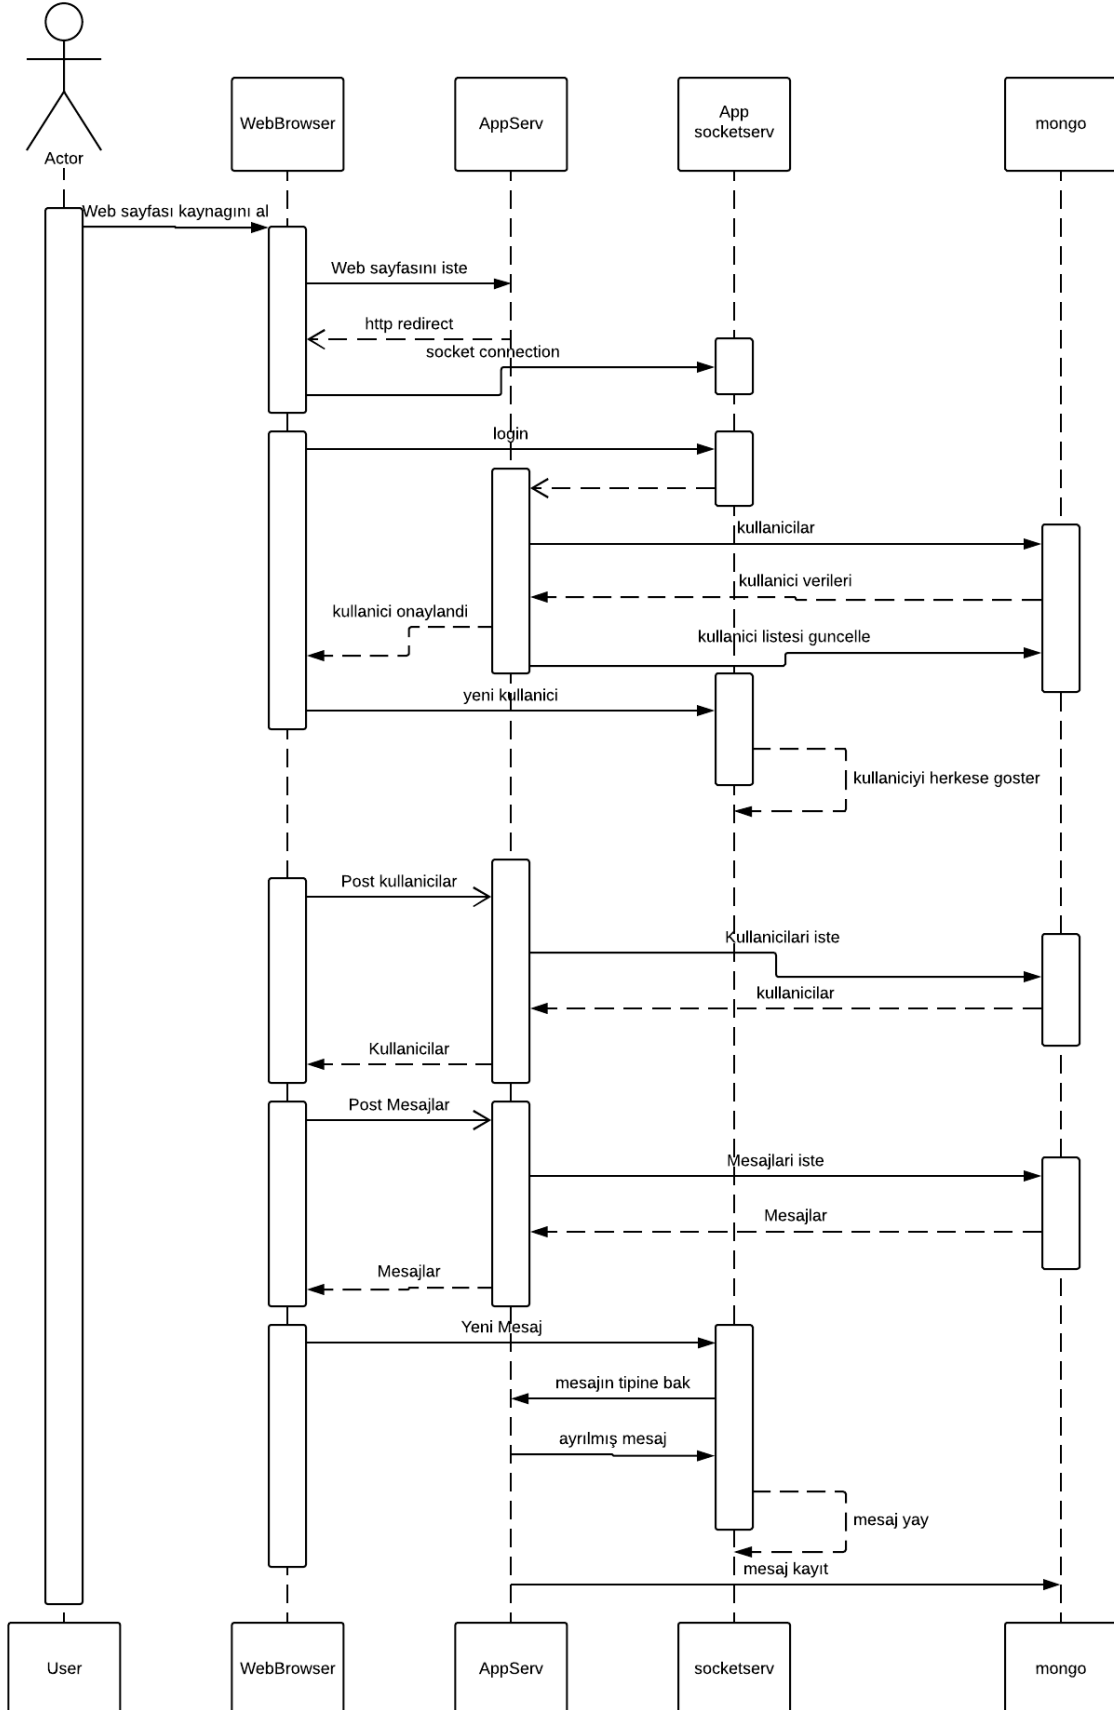 Actor
WebBrowser
AppServ
App
socketserv
mongo
Web sayfası kaynagını al
Web sayfasını iste
http redirect
socket connection
login
kullanicilar
kullanici verileri
kullanici onaylandi
kullanici listesi guncelle
yeni kullanici
kullaniciyi herkese goster
Post kullanicilar
Kullanicilari iste
kullanicilar
Kullanicilar
Post Mesajlar
Mesajlari iste
Mesajlar
Mesajlar
Yeni Mesaj
mesajın tipine bak
ayrılmış mesaj
mesaj yay
mesaj kayıt
User
WebBrowser
AppServ
socketserv
mongo